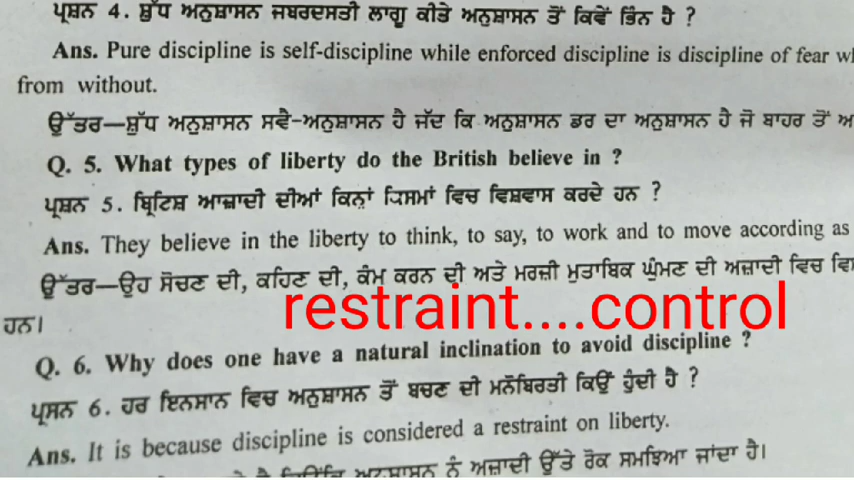 ਪ੍ਰਸ਼ਨ 4. ਸ਼ੁੱਧ ਅਨੁਸ਼ਾਸਨ ਜਬਰਦਸਤੀ ਲਾਗੂ ਕੀਤੇ ਅਨੁਸ਼ਾਸਨ ਤੋਂ ਕਿਵੇਂ ਭਿੰਨ ਹੈ ?
Ans. Pure discipline is self-discipline while enforced discipline is discipline of fear
from without.
ਉੱਤਰ—ਸ਼ੁੱਧ ਅਨੁਸ਼ਾਸਨ ਸਵੈ-ਅਨੁਸ਼ਾਸਨ ਹੈ ਜੱਦ ਕਿ ਅਨੁਸ਼ਾਸਨ ਡਰ ਦਾ ਅਨੁਸ਼ਾਸਨ ਹੈ ਜੋ ਬਾਹਰ ਤੋਂ
Q. 5. What types of liberty do the British believe in ?
ਪ੍ਰਸ਼ਨ 5. ਬ੍ਰਿਟਿਸ਼ ਆਜ਼ਾਦੀ ਦੀਆਂ ਕਿਨ੍ਹਾਂ ਕਿਸਮਾਂ ਵਿਚ ਵਿਸ਼ਵਾਸ ਕਰਦੇ ਹਨ ?
Ans. They believe in the liberty to think, to say, to work and to move according as
ਉੱਤਰ—ਉਹ ਸੋਚਣ ਦੀ, ਕਹਿਣ ਦੀ, ਕੰਮ ਕਰਨ ਦੀ ਅਤੇ ਮਰਜ਼ੀ ਮੁਤਾਬਿਕ ਘੁੰਮਣ ਦੀ ਅਜ਼ਾਦੀ ਵਿਚ
ਹਨ।
restraint....control
Q. 6. Why does one have a natural inclination to avoid discipline ?
ਪ੍ਰਸਨ 6. ਹਰ ਇਨਸਾਨ ਵਿਚ ਅਨੁਸ਼ਾਸਨ ਤੋਂ ਬਚਣ ਦੀ ਮਨੋਬਿਰਤੀ ਕਿਉਂ ਹੁੰਦੀ ਹੈ ?
Ans. It is because discipline is considered a restraint on liberty.
ਅਨੁਸ਼ਾਸਨ ਨੂੰ ਅਜ਼ਾਦੀ ਉੱਤੇ ਰੋਕ ਸਮਝਿਆ ਜਾਂਦਾ ਹੈ।